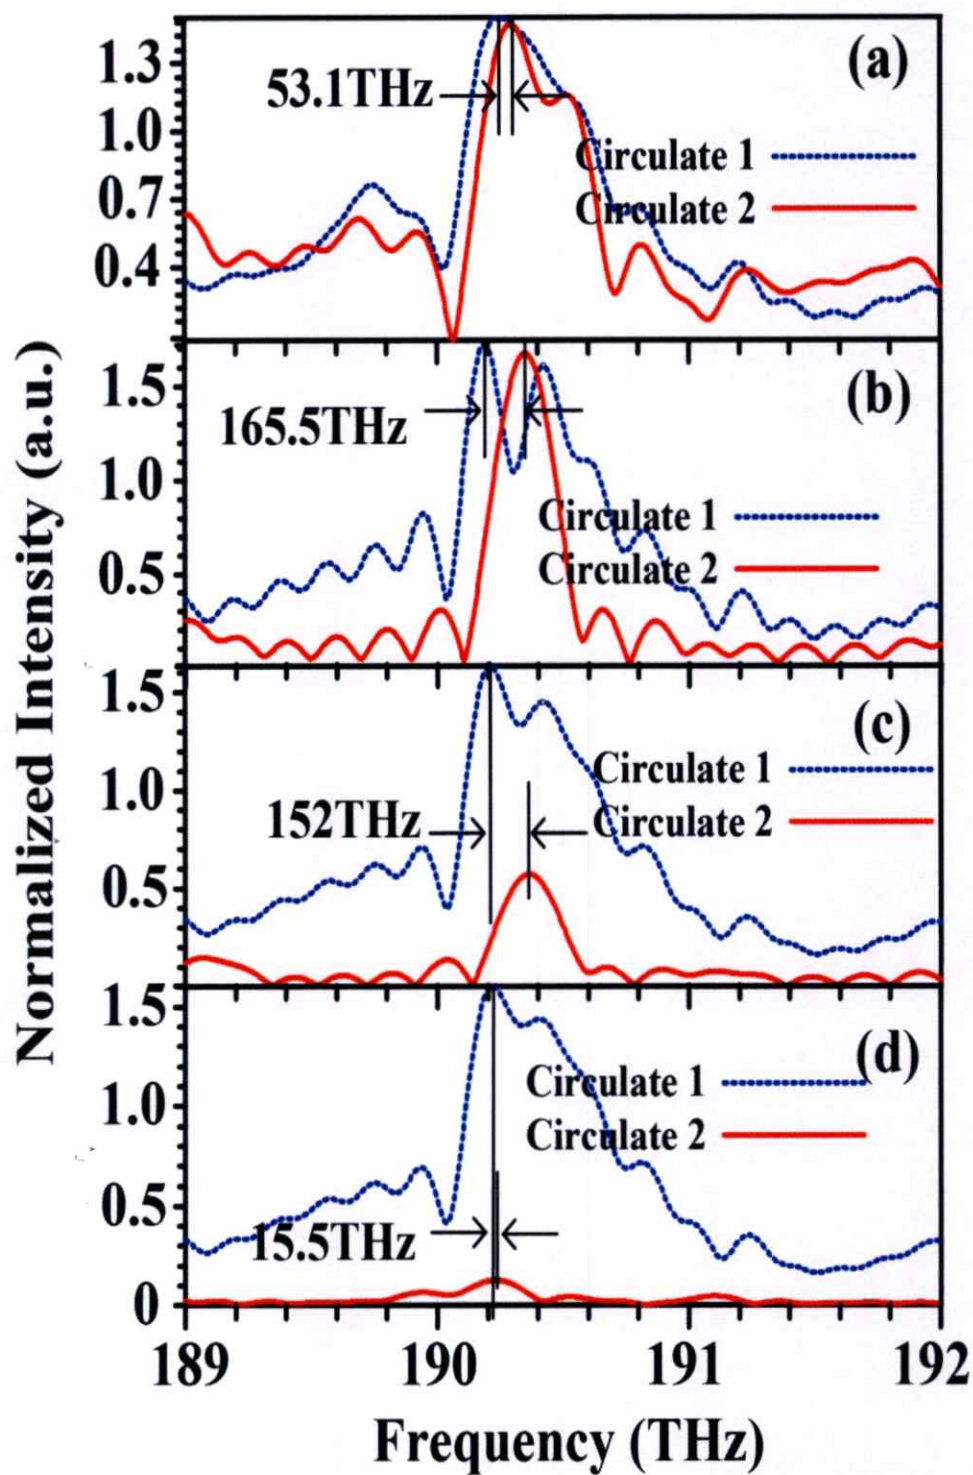 Normalized Intensity (a.u.)
1.3
1.0
0.7
0.4
(a)
53.1THz
Circulate 1
Circulate 2
1.5
1.0
0.5
(b)
165.5THz
Circulate 1
Circulate 2
1.5
1.0
0.5
(c)
152THz
Circulate 1
Circulate 2
1.5
1.0
0.5
0
(d)
15.5THz
Circulate 1
Circulate 2
189 190 191 192
Frequency (THz)